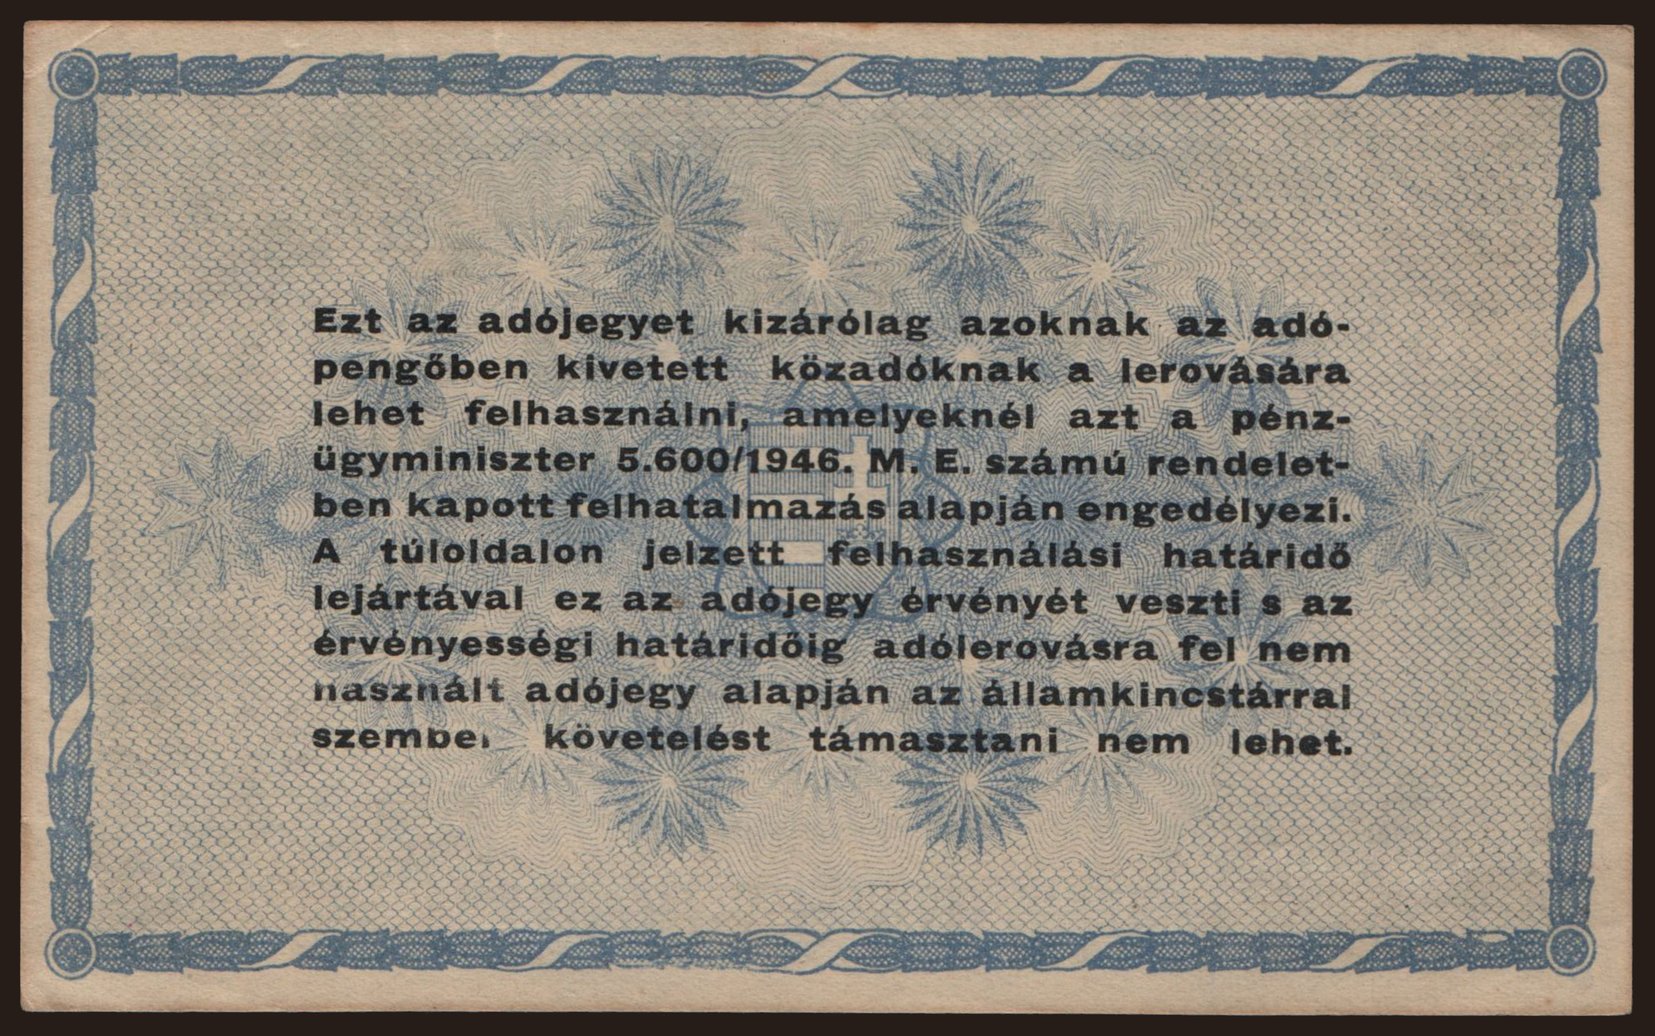 Ezt az adójegyet kizárólag azoknak az adó-
pengőben kivetett közadóknak a lerovására
lehet felhasználni, amelyeknél azt a pénz-
ügyminiszter 5.600/1946. M. E. számú rendelet-
ben kapott felhatalmazás alapján engedélyezi.
A túloldalon jelzett felhasználási határidő
lejártával ez az adójegy érvényét veszti s az
érvényességi határidőig adólerovásra fel nem
használt adójegy alapján az államkincstárral
szemben követelést támasztani nem lehet.